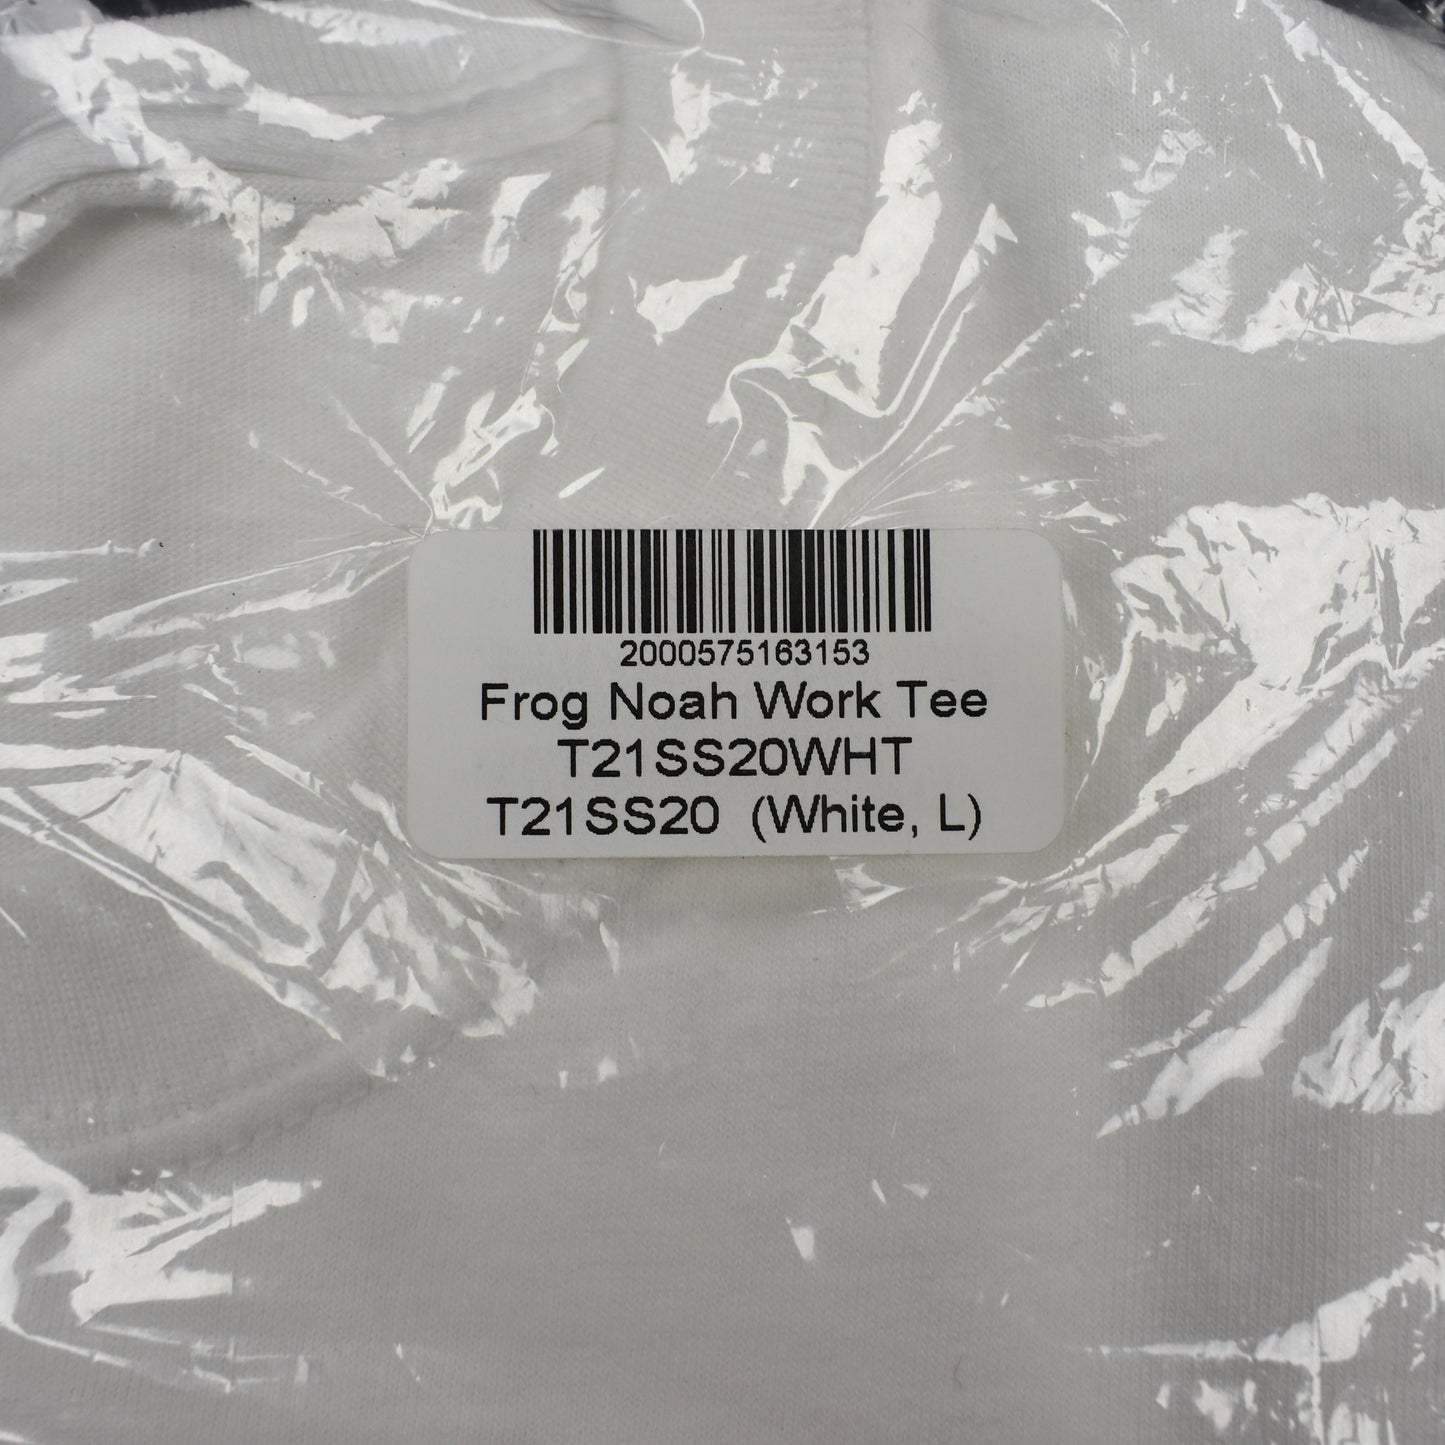 2000575163153
Frog Noah Work Tee
T21SS20WHT
T21SS20 (White, L)